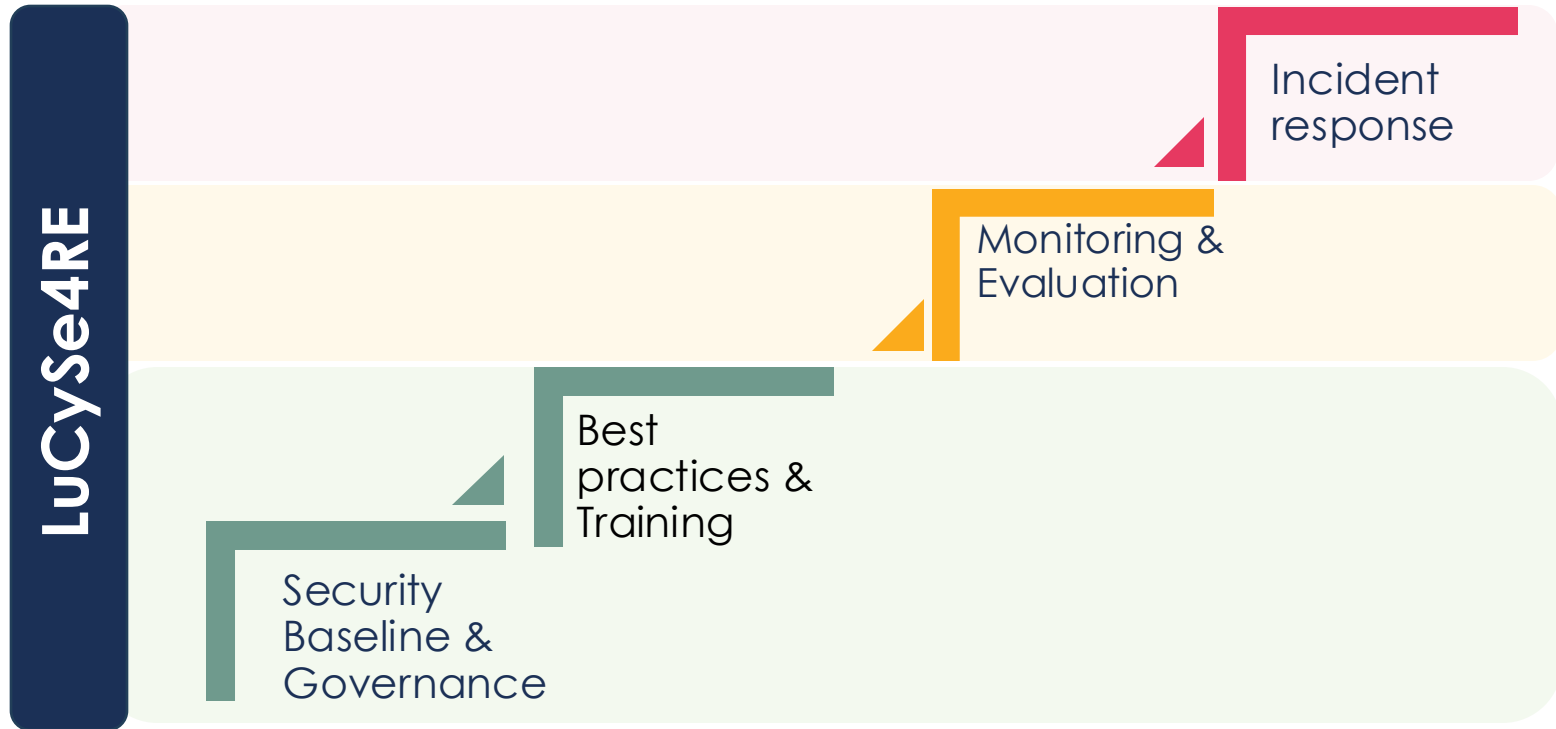 LuCySe4RE
Incident
response
Monitoring &
Evaluation
Best
practices &
Training
Security
Baseline &
Governance